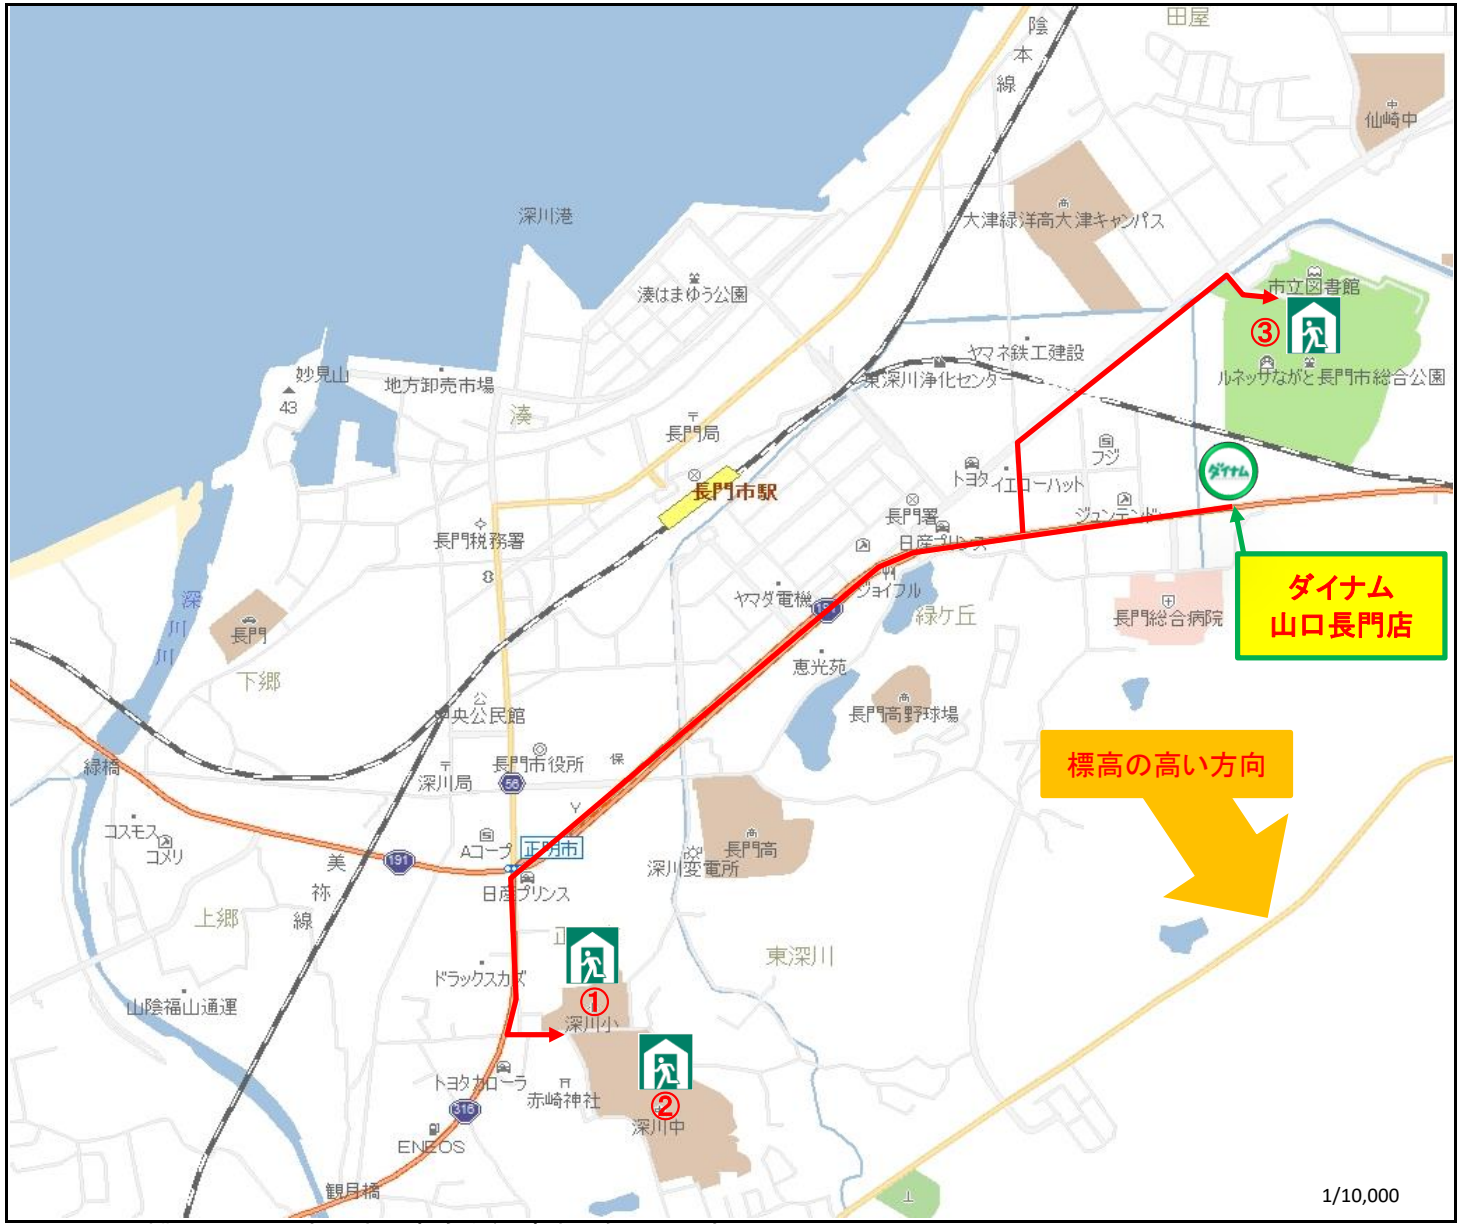 田屋
山陰本線
仙崎中
深川港
大津緑洋高大津キャンパス
湊はまゆう公園
市立図書館
③
ヤマネ鉄工建設
妙見山
43
地方卸売市場
東深川浄化センター
ルネッサながと
長門市総合公園
湊
長門局
フジ
ダイナム
長門市駅
トヨタ
イエローハット
長門署
ジュンテンドー
長門税務署
日産プリンス
ダイナム
山口長門店
深川川
ヤマダ電機
191
ジョイフル
緑ケ丘
長門総合病院
長門
下郷
恵光苑
中央公民館
長門高野球場
緑橋
長門市役所
保
深川局
56
標高の高い方向
コスモス
コメリ
Aコープ
正明市
Y
長門高
美祢線
191
深川変電所
日産プリンス
上郷
正
東深川
ドラックスカズ
山陰福山通運
①
深川小
トヨタカローラ
赤崎神社
②
深川中
316
ENEOS
観月橋
1/10,000